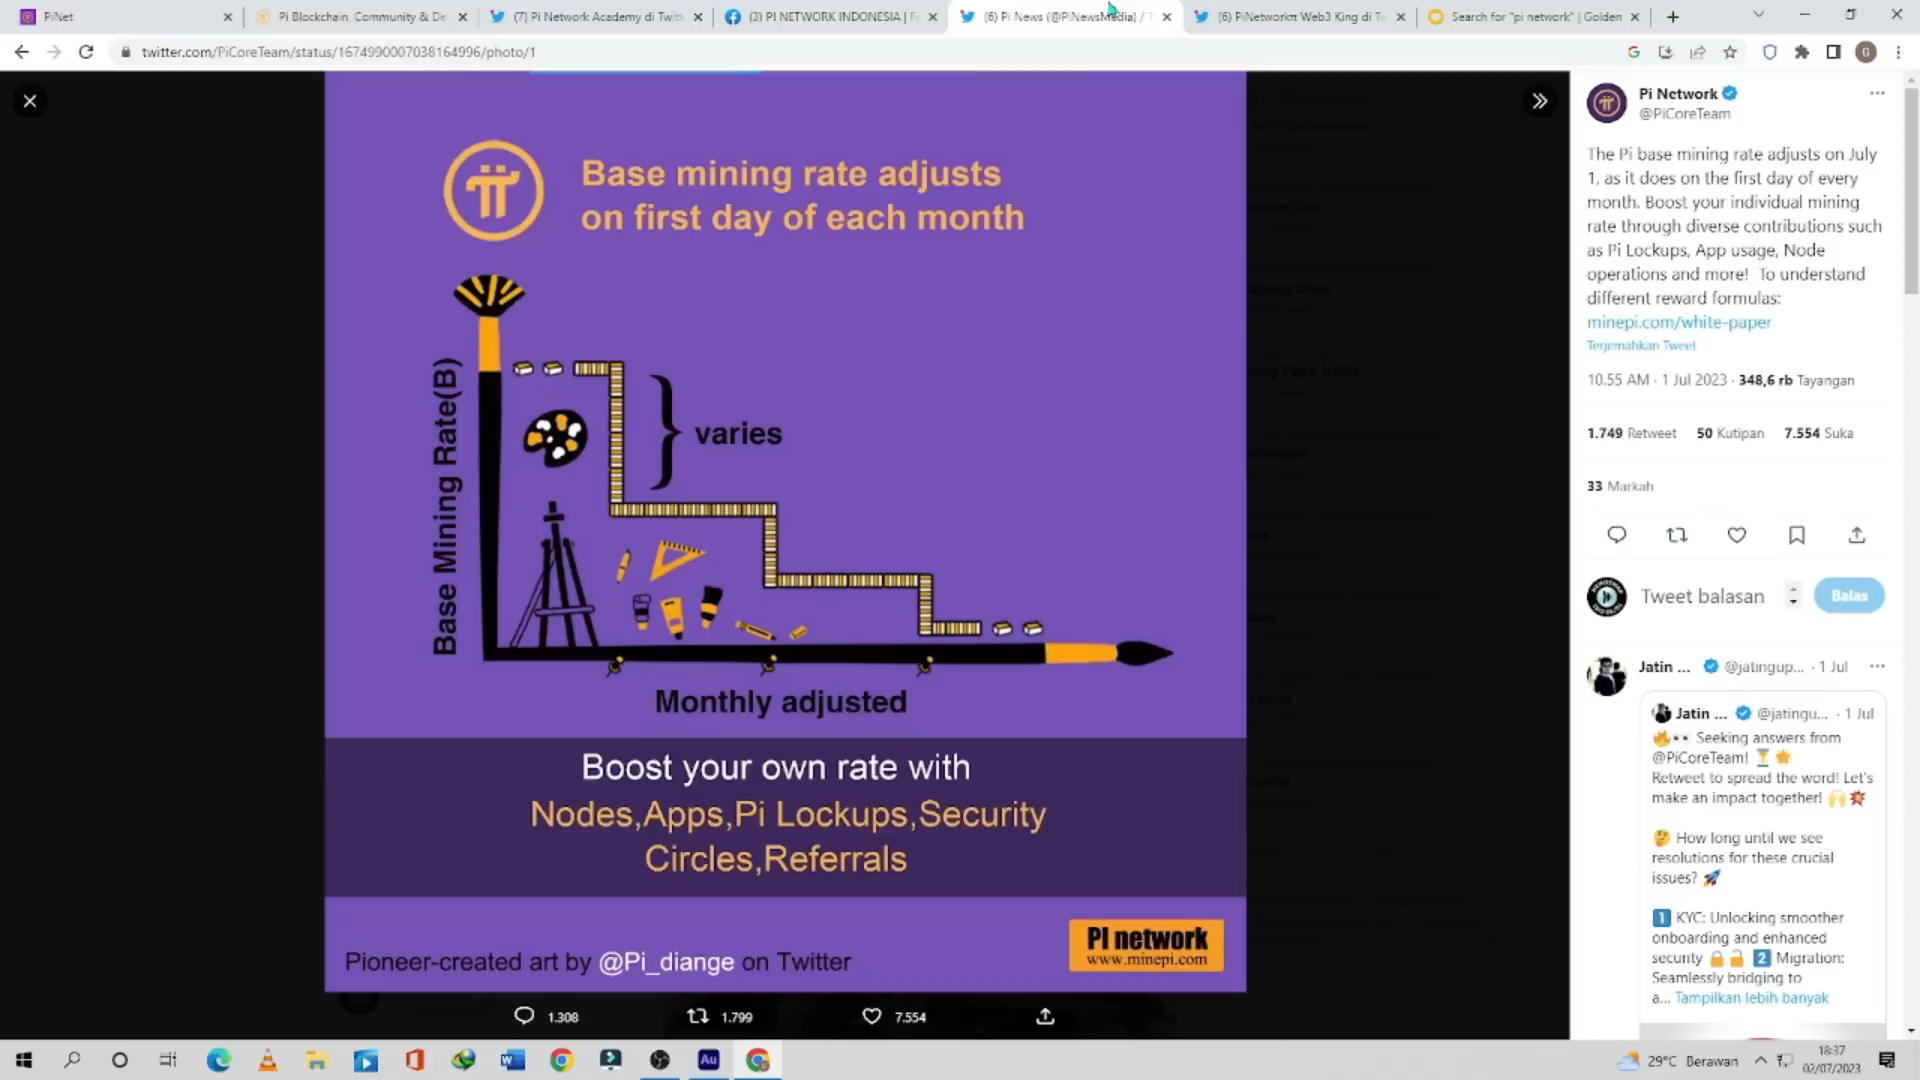 PiNet
Pi Blockchain, Community & De
(7) Pi Network Academy di Twitt
(3) PI NETWORK INDONESIA | F
(6) Pi News (@PiNewsMedia) / T
(6) PiNetworkπ Web3 King di T
Search for "pi network" | Golden
twitter.com/PiCoreTeam/status/1674990007038164996/photo/1
Base mining rate adjusts
on first day of each month
Base Mining Rate(B)
varies
Monthly adjusted
Boost your own rate with
Nodes,Apps,Pi Lockups,Security
Circles,Referrals
Pioneer-created art by @Pi_diange on Twitter
PI network
www.minepi.com
1.308
1.799
7.554
Pi Network
@PiCoreTeam
The Pi base mining rate adjusts on July
1, as it does on the first day of every
month. Boost your individual mining
rate through diverse contributions such
as Pi Lockups, App usage, Node
operations and more! To understand
different reward formulas:
minepi.com/white-paper
Terjemahkan Tweet
10.55 AM · 1 Jul 2023 · 348,6 rb Tayangan
1.749 Retweet 50 Kutipan 7.554 Suka
33 Markah
Tweet balasan
Balas
Jatin ... @jatingup... · 1 Jul
Jatin ... @jatingu... · 1 Jul
🔥👀 Seeking answers from
@PiCoreTeam! ⏳ 🌟
Retweet to spread the word! Let's
make an impact together! 🙌 💥
🤔 How long until we see
resolutions for these crucial
issues? 🚀
1️⃣ KYC: Unlocking smoother
onboarding and enhanced
security 🔒 🔓 2️⃣ Migration:
Seamlessly bridging to
a... Tampilkan lebih banyak
29°C Berawan
18:37
02/07/2023